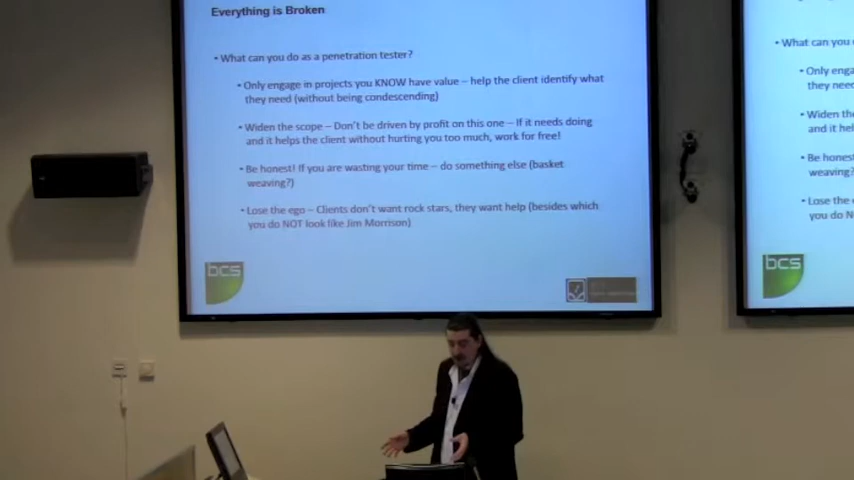 Everything is Broken
• What can you do as a penetration tester?
• Only engage in projects you KNOW have value – help the client identify what
they need (without being condescending)
• Widen the scope – Don't be driven by profit on this one – If it needs doing
and it helps the client without hurting you too much, work for free!
• Be honest! If you are wasting your time – do something else (basket
weaving?)
• Lose the ego – Clients don't want rock stars, they want help (besides which
you do NOT look like Jim Morrison)
bcs
• What can you
• Only enga
they need
• Widen the
and it hel
• Be honest
weaving?
• Lose the
you do N
bcs